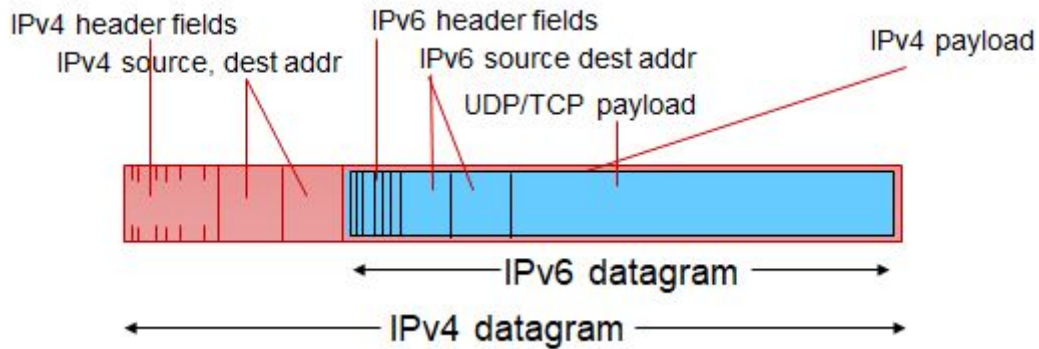 IPv4 header fields
IPv4 source, dest addr
IPv6 header fields
IPv6 source dest addr
UDP/TCP payload
IPv4 payload
IPv6 datagram
IPv4 datagram